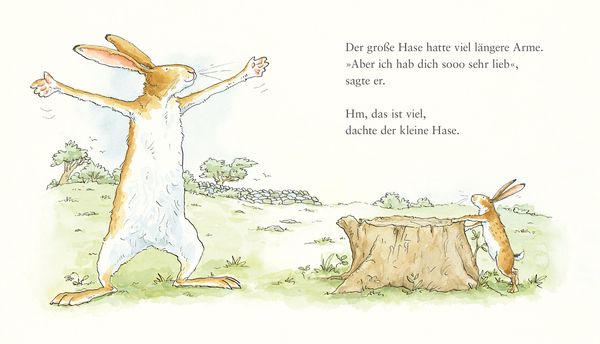 Der große Hase hatte viel längere Arme.
»Aber ich hab dich sooo sehr lieb«,
sagte er.
Hm, das ist viel,
dachte der kleine Hase.